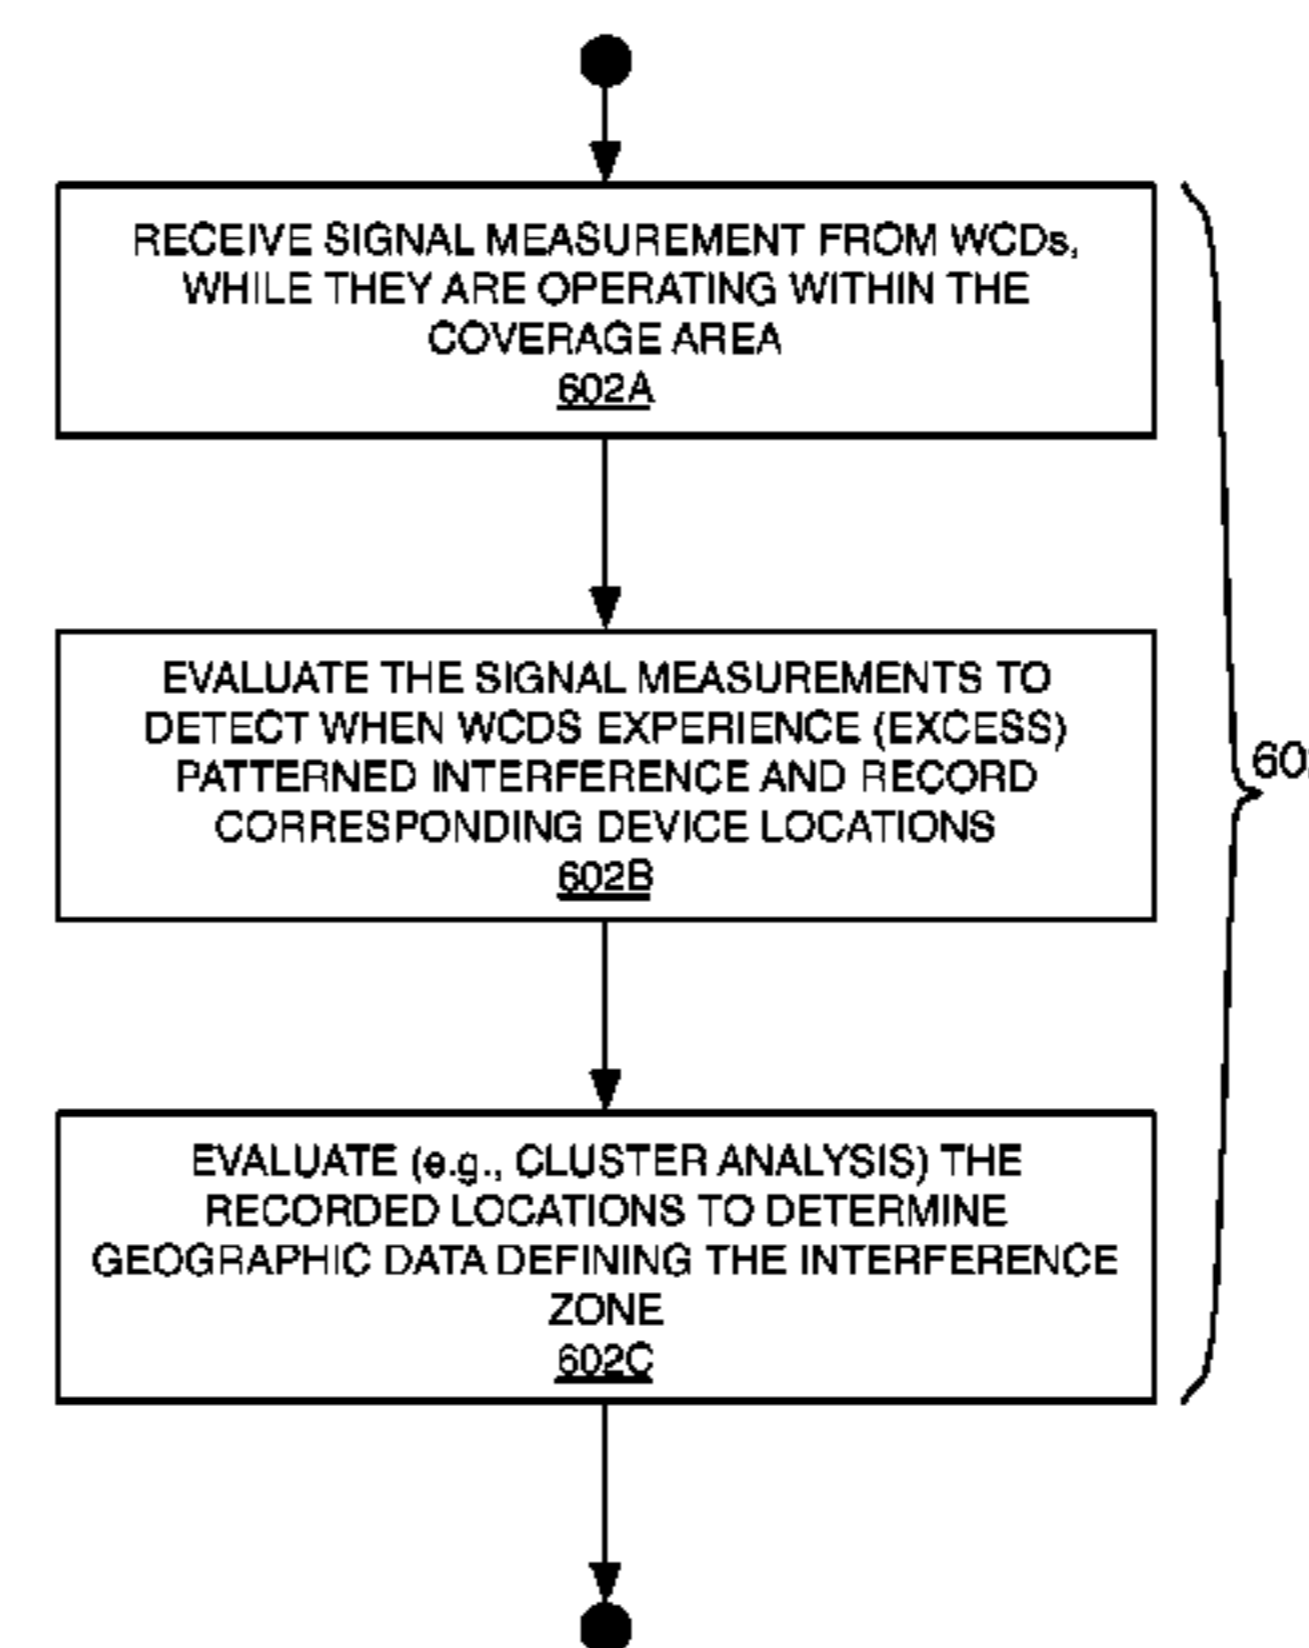 RECEIVE SIGNAL MEASUREMENT FROM WCDs,
WHILE THEY ARE OPERATING WITHIN THE
COVERAGE AREA
602A
EVALUATE THE SIGNAL MEASUREMENTS TO
DETECT WHEN WCDS EXPERIENCE (EXCESS)
PATTERNED INTERFERENCE AND RECORD
CORRESPONDING DEVICE LOCATIONS
602B
EVALUATE (e.g., CLUSTER ANALYSIS) THE
RECORDED LOCATIONS TO DETERMINE
GEOGRAPHIC DATA DEFINING THE INTERFERENCE
ZONE
602C